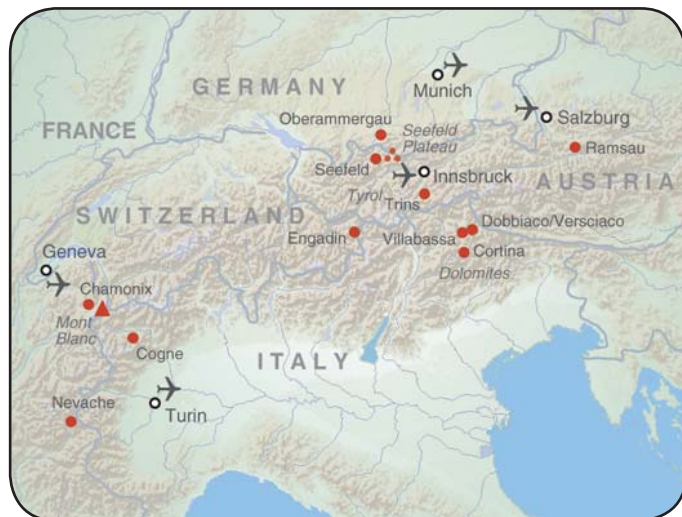 GERMANY
Munich
Salzburg
Oberammergau
Seefeld
Plateau
FRANCE
Ramsau
Seefeld
Innsbruck
AUSTRIA
Tyrol
Trins
SWITZERLAND
Dobbiaco/Versciaco
Engadin
Villabassa
Geneva
Cortina
Dolomites
Chamonix
Mont
Blanc
Cogne
ITALY
Nevache
Turin